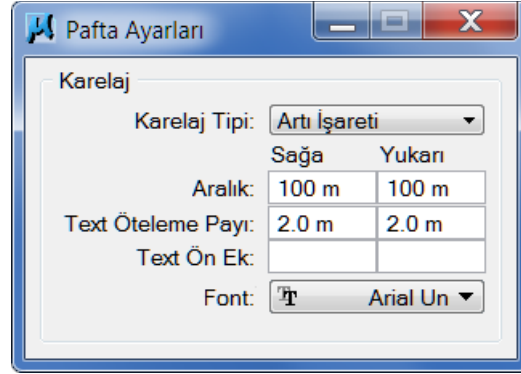 Pafta Ayarları
Karelaj
Karelaj Tipi: Artı İşareti
Sağa Yukarı
Aralık: 100 m 100 m
Text Öteleme Payı: 2.0 m 2.0 m
Text Ön Ek:
Font: Arial Un